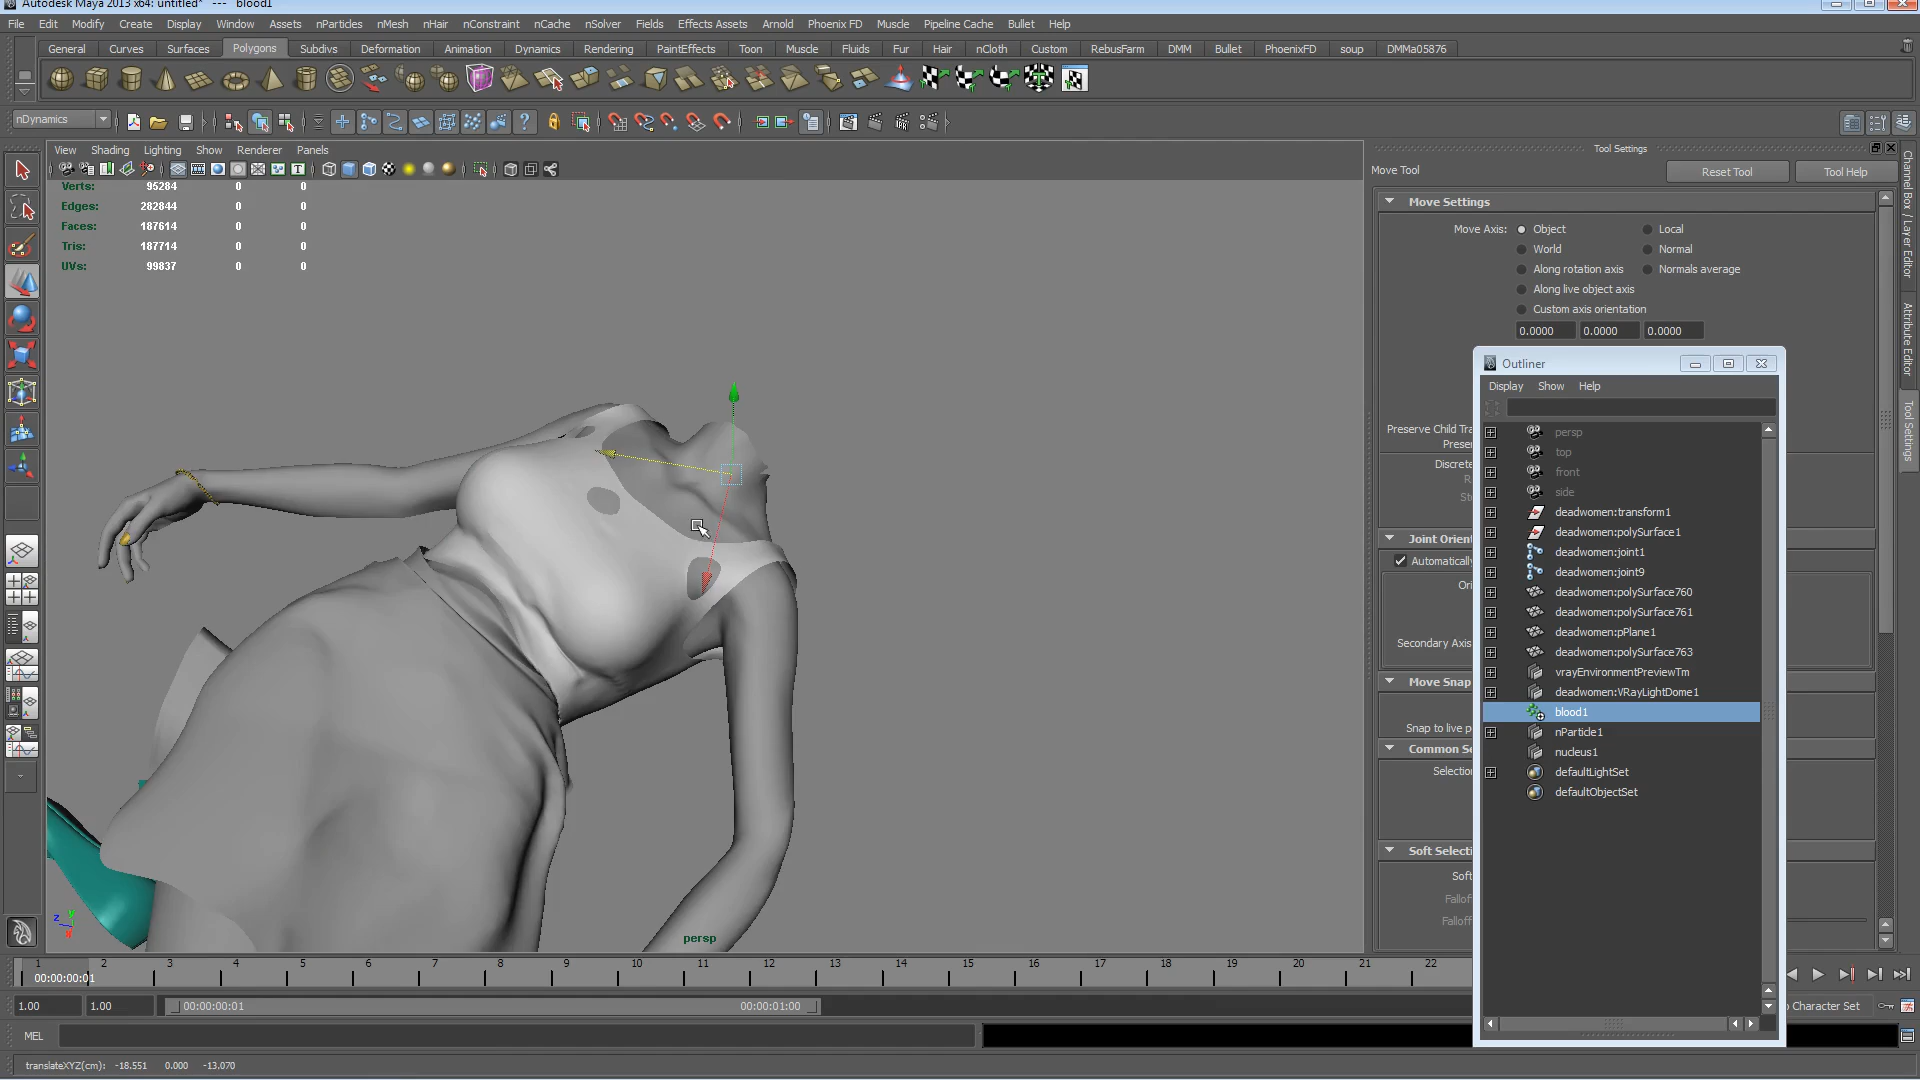 Autodesk Maya 2013 x64: untitled* --- blood1
File Edit Modify Create Display Window Assets nParticles nMesh nHair nConstraint nCache nSolver Fields Effects Assets Arnold Phoenix FD Muscle Pipeline Cache Bullet Help
General Curves Surfaces Polygons Subdivs Deformation Animation Dynamics Rendering PaintEffects Toon Muscle Fluids Fur Hair nCloth Custom RebusFarm DMM Bullet PhoenixFD soup DMMa05876
nDynamics
View Shading Lighting Show Renderer Panels
Verts: 95284 0 0
Edges: 282844 0 0
Faces: 187614 0 0
Tris: 187714 0 0
UVs: 99837 0 0
persp
Tool Settings
Move Tool
Reset Tool
Tool Help
Move Settings
Move Axis: Object Local
World Normal
Along rotation axis Normals average
Along live object axis
Custom axis orientation
0.0000 0.0000 0.0000
Preserve Child Tra
Preser
Discrete
R
St
Joint Orien
Automatically
Ori
Secondary Axis
Move Snap
Snap to live p
Common Se
Selection
Soft Selecti
Soft
Falloff
Falloff
Outliner
Display Show Help
persp
top
front
side
deadwomen:transform1
deadwomen:polySurface1
deadwomen:joint1
deadwomen:joint9
deadwomen:polySurface760
deadwomen:polySurface761
deadwomen:pPlane1
deadwomen:polySurface763
vrayEnvironmentPreviewTm
deadwomen:VRayLightDome1
blood1
nParticle1
nucleus1
defaultLightSet
defaultObjectSet
Channel Box / Layer Editor
Attribute Editor
Tool Settings
z y x
1 2 3 4 5 6 7 8 9 10 11 12 13 14 15 16 17 18 19 20 21 22
00:00:00:01
1.00 1.00 00:00:00:01 00:00:01:00
Character Set
MEL
translateXYZ(cm): -18.551 0.000 -13.070